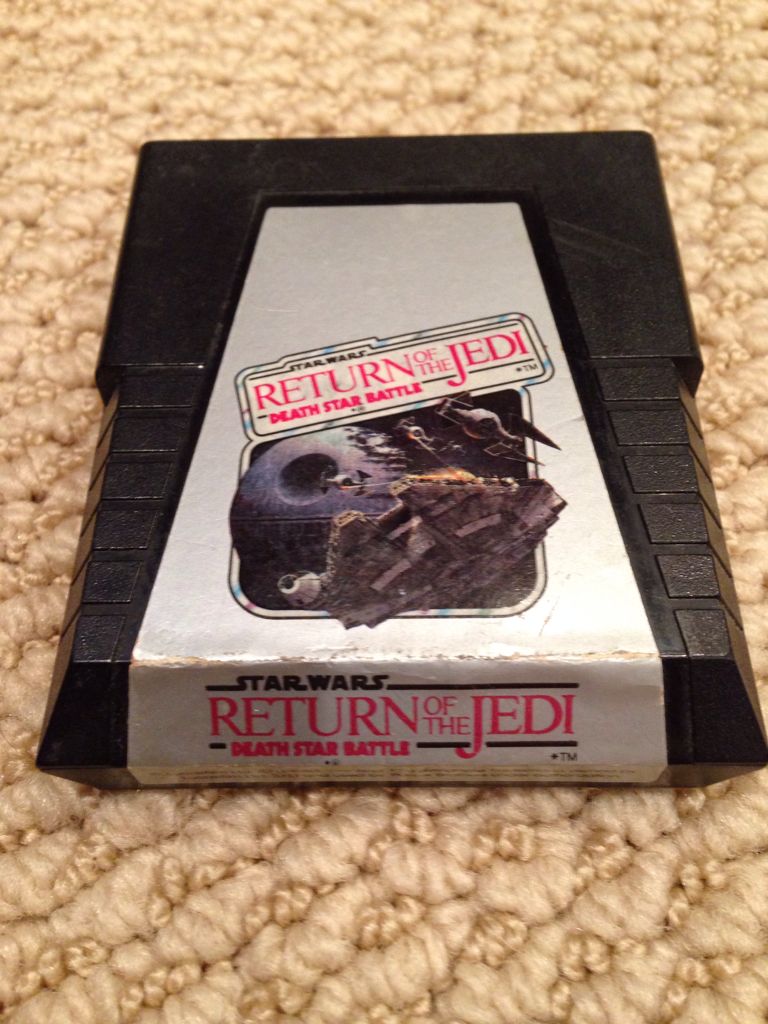 STAR WARS
RETURN OF THE JEDI
DEATH STAR BATTLE
*TM
*®
STAR WARS
RETURN OF THE JEDI
DEATH STAR BATTLE
*TM
*®